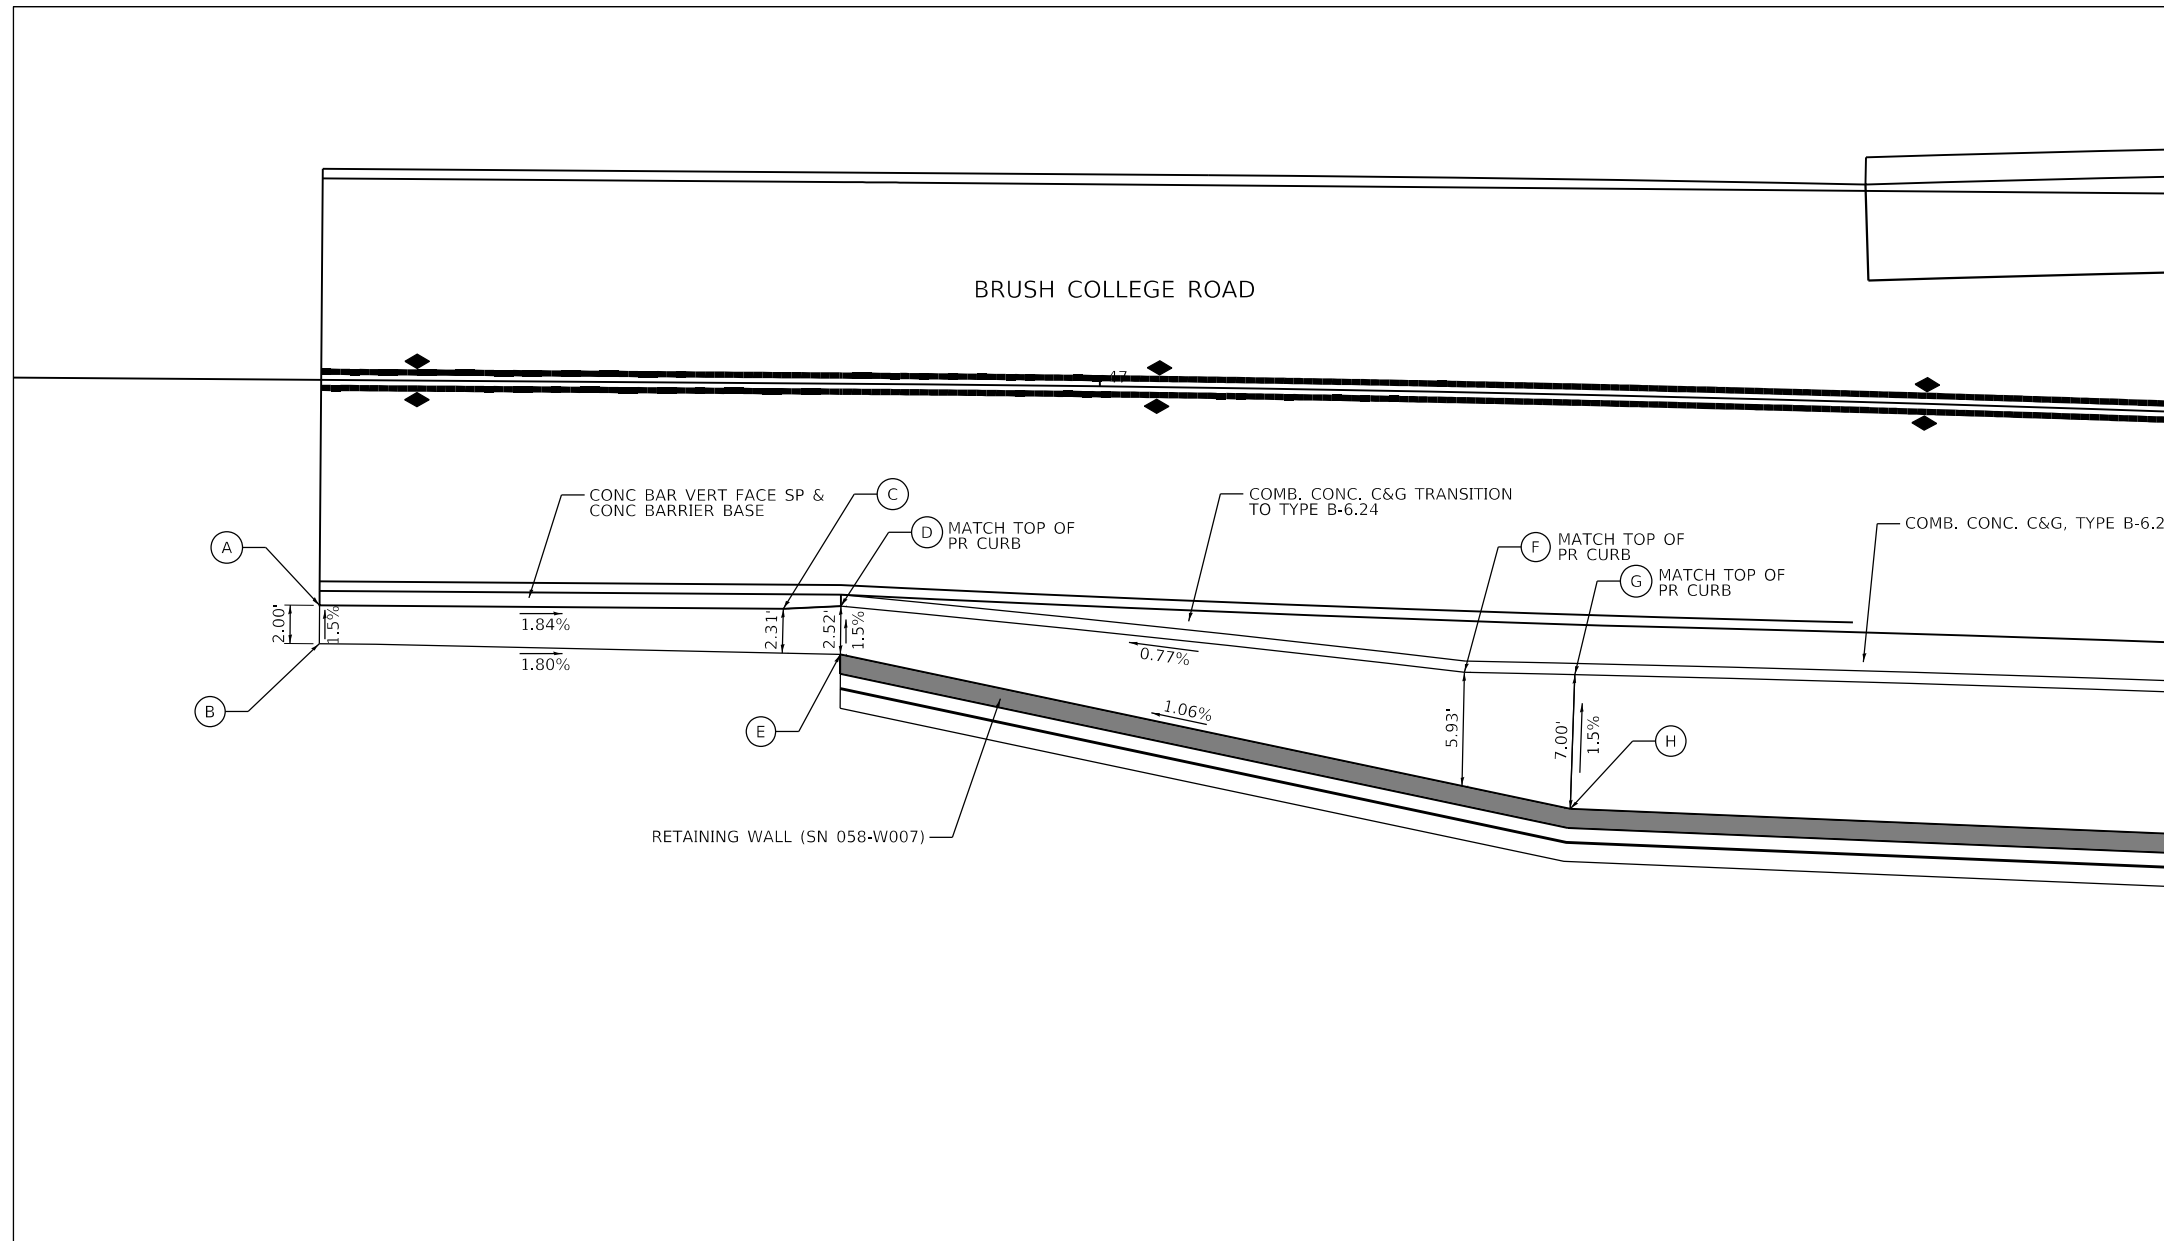 BRUSH COLLEGE ROAD
47
CONC BAR VERT FACE SP &
CONC BARRIER BASE
C
COMB. CONC. C&G TRANSITION
TO TYPE B-6.24
D
MATCH TOP OF
PR CURB
A
F
MATCH TOP OF
PR CURB
COMB. CONC. C&G, TYPE B-6.2
G
MATCH TOP OF
PR CURB
2.00'
1.5%
1.84%
2.31'
2.52'
1.5%
1.80%
0.77%
B
E
1.06%
5.93'
7.00'
1.5%
H
RETAINING WALL (SN 058-W007)